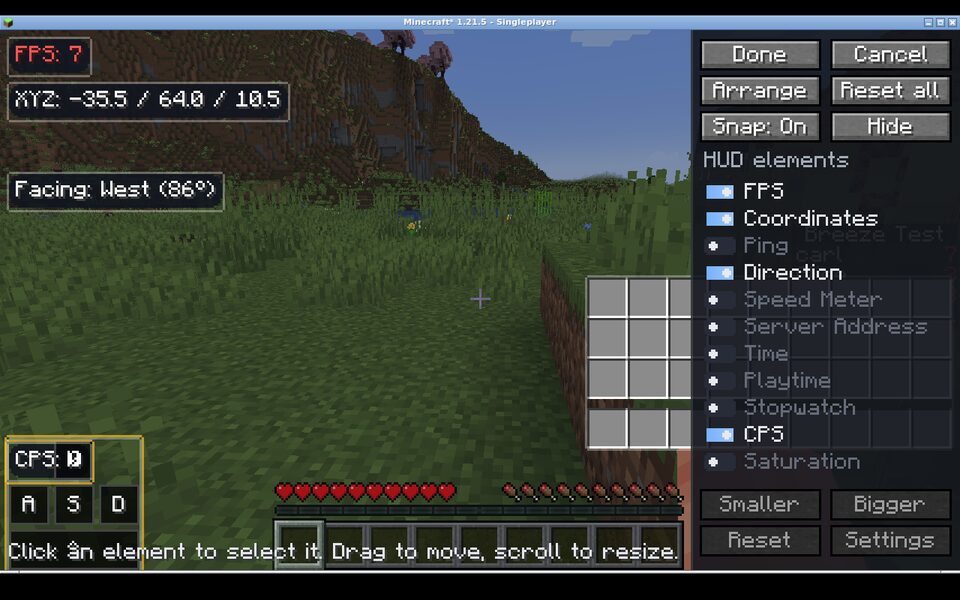 Minecraft* 1.21.5 - Singleplayer
FPS: 7
XYZ: -35.5 / 64.0 / 10.5
Facing: West (86°)
Done
Cancel
Arrange
Reset all
Snap: On
Hide
HUD elements
FPS
Coordinates
Ping
Direction
Speed Meter
Server Address
Time
Playtime
Stopwatch
CPS
Saturation
Smaller
Bigger
Reset
Settings
Breeze Test
carl
CPS: 0
A
S
D
Click an element to select it. Drag to move, scroll to resize.